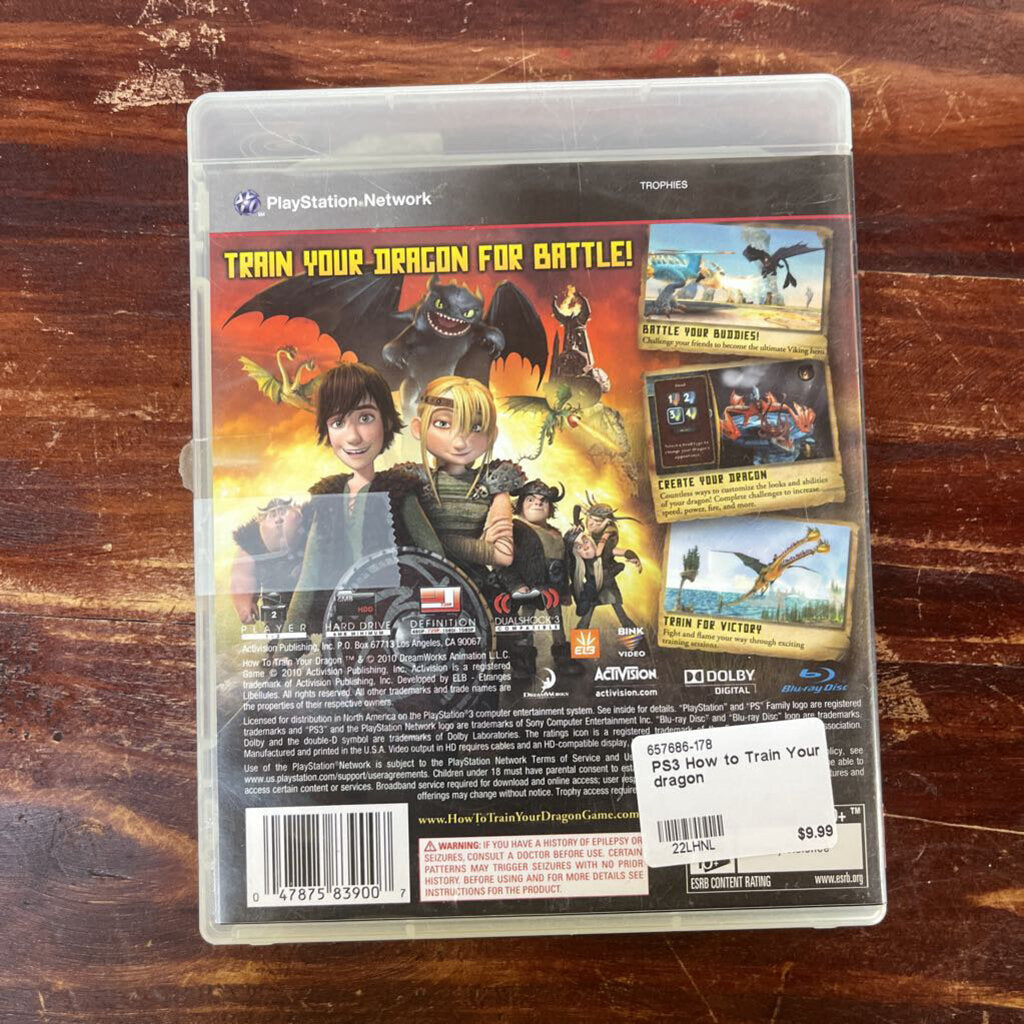 PlayStation®Network
TROPHIES
TRAIN YOUR DRAGON FOR BATTLE!
BATTLE YOUR BUDDIES!
Challenge your friends to become the ultimate Viking hero.
CREATE YOUR DRAGON
Countless ways to customize the looks and abilities
of your dragon! Complete challenges to increase
speed, power, fire, and more.
TRAIN FOR VICTORY
Fight and flame your way through exciting
training sessions.
2
PLAYER
HDD
HARD DRIVE
DEFINITION
DUALSHOCK 3
COMPATIBLE
ELB
BINK
VIDEO
DREAMWORKS
ACTIVISION
activision.com
DOLBY
DIGITAL
Blu-ray Disc
Activision Publishing, Inc. P.O. Box 67713 Los Angeles, CA 90067
How To Train Your Dragon ™ & © 2010 DreamWorks Animation L.L.C.
Game © 2010 Activision Publishing, Inc. Activision is a registered
trademark of Activision Publishing, Inc. Developed by ELB - Etranges
Libellules. All rights reserved. All other trademarks and trade names are
the properties of their respective owners.
Licensed for distribution in North America on the PlayStation®3 computer entertainment system. See inside for details. "PlayStation" and "PS" Family logo are registered
trademarks and "PS3" and the PlayStation Network logo are trademarks of Sony Computer Entertainment Inc. "Blu-ray Disc" and "Blu-ray Disc" logo are trademarks.
Dolby and the double-D symbol are trademarks of Dolby Laboratories. The ratings icon is a registered
Manufactured and printed in the U.S.A. Video output in HD requires cables and an HD-compatible display,
Use of the PlayStation®Network is subject to the PlayStation Network Terms of Service and
www.us.playstation.com/support/useragreements. Children under 18 must have parental consent to
access certain content or services. Broadband service required for download and online access; user
offerings may change without notice. Trophy access
see
able to
www.HowToTrainYourDragonGame.com
0 47875 83900 7
WARNING: IF YOU HAVE A HISTORY OF EPILEPSY OR
SEIZURES, CONSULT A DOCTOR BEFORE USE. CERTAIN
PATTERNS MAY TRIGGER SEIZURES WITH NO PRIOR
HISTORY. BEFORE USING AND FOR MORE DETAILS SEE
INSTRUCTIONS FOR THE PRODUCT.
657686-178
PS3 How to Train Your
dragon
22LHNL
$9.99
ESRB CONTENT RATING
www.esrb.org